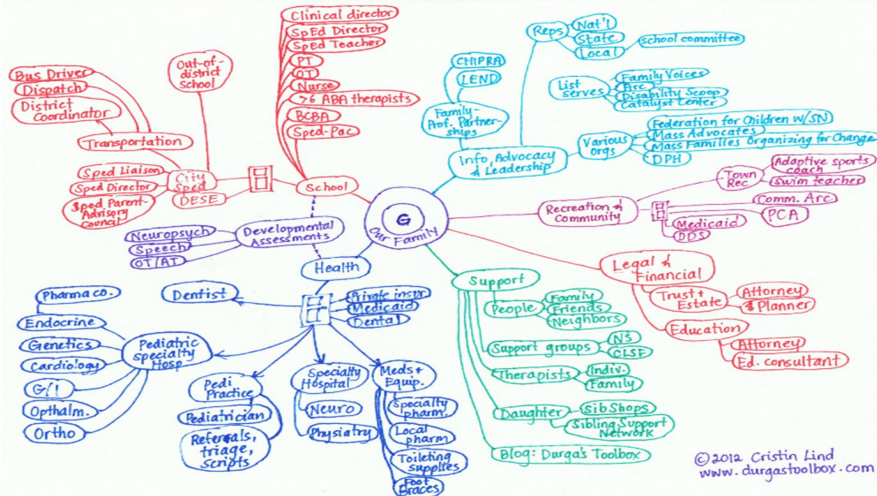 Clinical director
SpEd Director
SpEd Teacher
PT
OT
Nurse
>6 ABA therapists
BCBA
Sped-Pac
School
Out-of-
district
School
Bus Driver
Dispatch
District
Coordinator
Transportation
Sped Liaison
Sped Director
Sped Parent
Advisory
Council
City
Sped
DESE
Neuropsych
Speech
OT/AT
Developmental
Assessments
G
Our Family
Reps
Nat'l
State
Local
school committee
CHIPRA
LEND
Family-
Prof. Partner-
ships
List
serves
Family Voices
Arc
Disability Scoop
Catalyst Center
Info, Advocacy
& Leadership
Various
Orgs
Federation for Children W/SN
Mass Advocates
Mass Families Organizing for Change
DPH
Recreation &
Community
Town
Rec
Adaptive sports
coach
Swim teacher
Comm. Arc
PCA
Medicaid
DDS
Legal &
Financial
Trust +
Estate
Attorney
$ Planner
Education
Attorney
Ed. consultant
Support
People
Family
Friends
Neighbors
Support groups
NS
CLSF
Therapists
Indiv.
Family
Daughter
SibShops
Sibling Support
Network
Blog: Durga's Toolbox
Health
Private insur
Medicaid
Dental
Dentist
Pediatric
specialty
Hosp
Pharma co.
Endocrine
Genetics
Cardiology
G/I
Opthalm.
Ortho
Pedi
Practice
Pediatrician
Referrals,
triage,
scripts
Specialty
Hospital
Neuro
Physiatry
Meds +
Equip.
Specialty
pharm
Local
pharm
Toileting
supplies
Foot
Braces
©2012 Cristin Lind
www.durgastoolbox.com